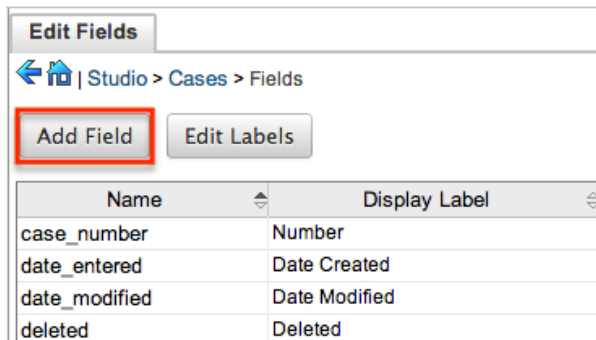 Edit Fields
| Studio > Cases > Fields
Add Field Edit Labels
Name Display Label
case_number Number
date_entered Date Created
date_modified Date Modified
deleted Deleted